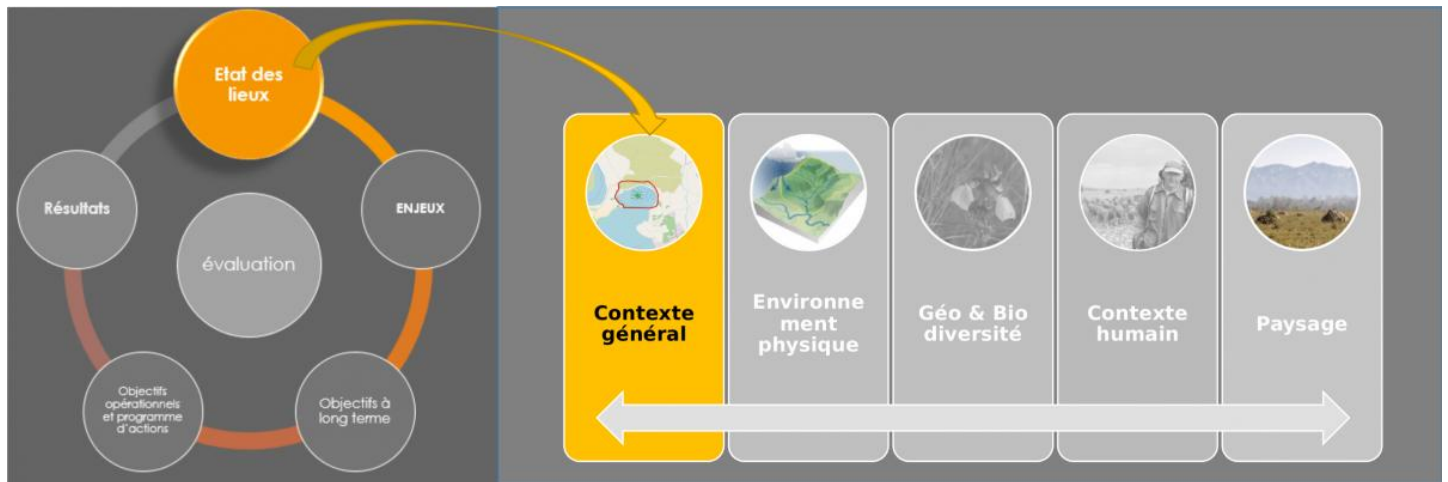 Etat des
lieux
Résultats
ENJEUX
évaluation
Objectifs
opérationnels
et programme
d'actions
Objectifs à
long terme
Contexte
général
Environne
ment
physique
Géo & Bio
diversité
Contexte
humain
Paysage